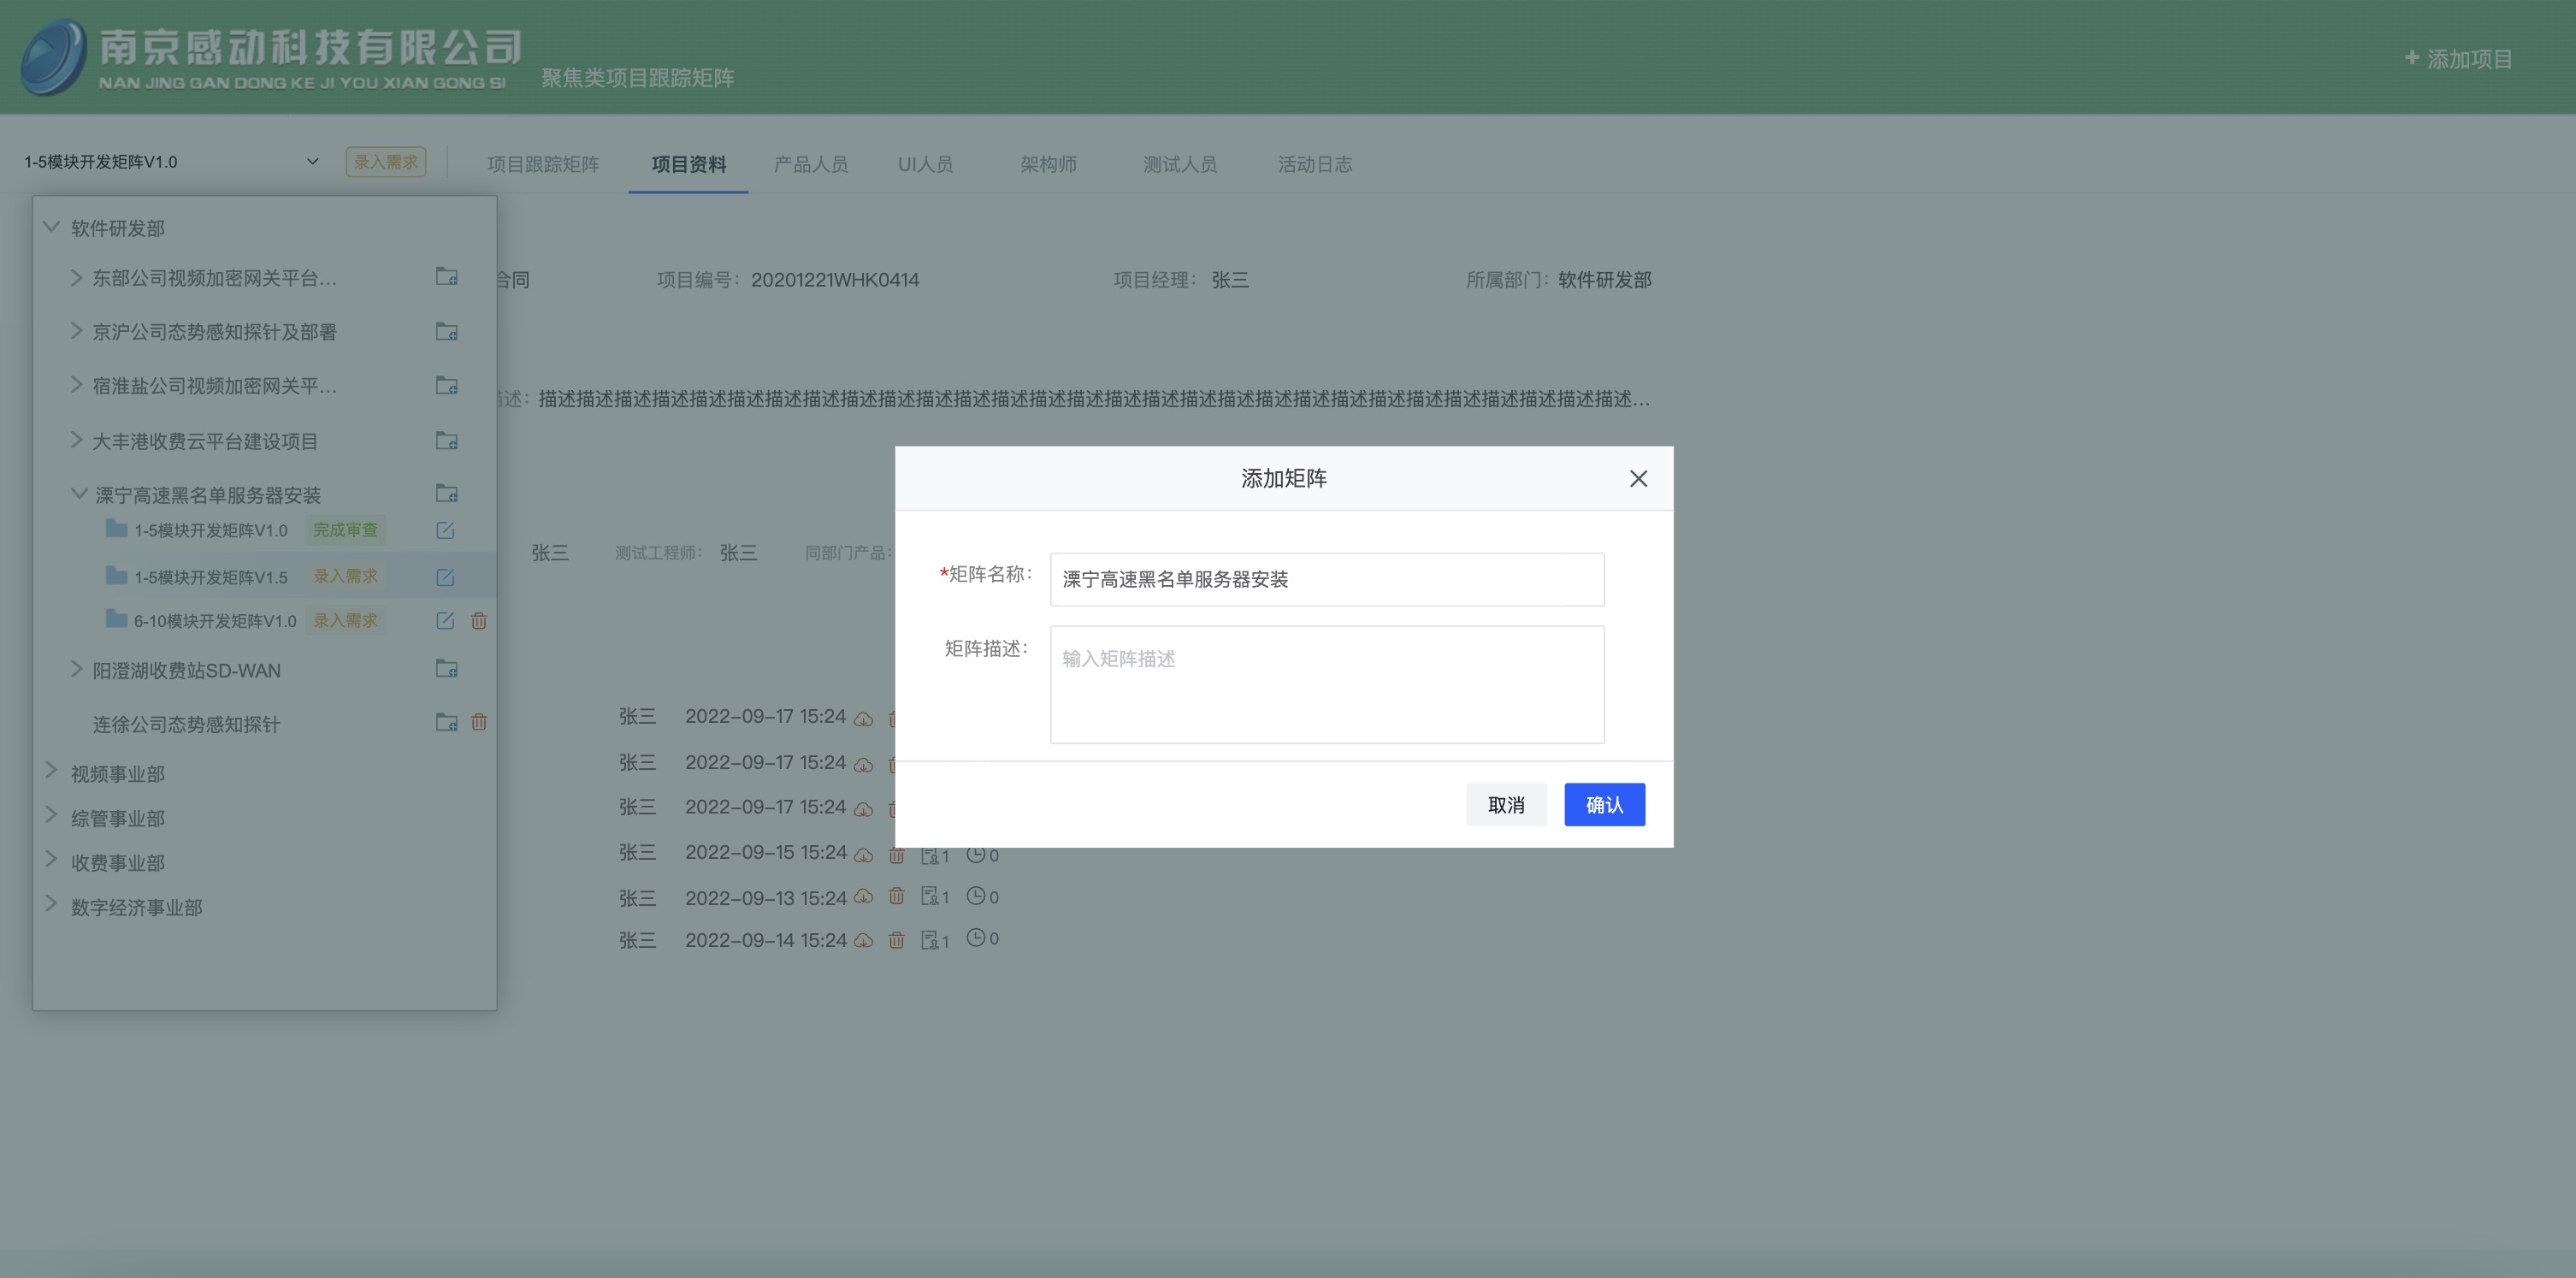 南京感动科技有限公司
NAN JING GAN DONG KE JI YOU XIAN GONG SI
聚焦类项目跟踪矩阵
添加项目
1-5模块开发矩阵V1.0
录入需求
项目跟踪矩阵 项目资料 产品人员 UI人员 架构师 测试人员 活动日志
软件研发部
东部公司视频加密网关平台...
京沪公司态势感知探针及部署
宿淮盐公司视频加密网关平...
大丰港收费云平台建设项目
溧宁高速黑名单服务器安装
1-5模块开发矩阵V1.0 完成审查
1-5模块开发矩阵V1.5 录入需求
6-10模块开发矩阵V1.0 录入需求
阳澄湖收费站SD-WAN
连徐公司态势感知探针
视频事业部
综管事业部
收费事业部
数字经济事业部
合同 项目编号：20201221WHK0414 项目经理：张三 所属部门：软件研发部
述：描述描述描述描述描述描述描述描述描述描述描述描述描述描述描述描述描述描述描述描述描述描述描述描述描述描述描述描述描述...
张三 测试工程师：张三 同部门产品：
张三 2022-09-17 15:24
张三 2022-09-17 15:24
张三 2022-09-17 15:24
张三 2022-09-15 15:24 1 0
张三 2022-09-13 15:24 1 0
张三 2022-09-14 15:24 1 0
添加矩阵
*矩阵名称：溧宁高速黑名单服务器安装
矩阵描述：输入矩阵描述
取消 确认